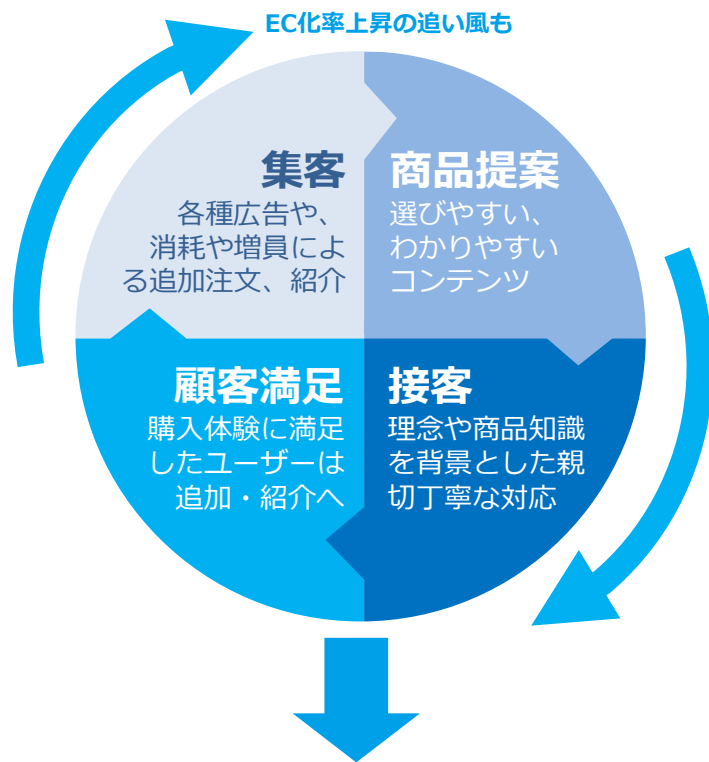 EC化率上昇の追い風も
集客
各種広告や、
消耗や増員によ
る追加注文、紹介
商品提案
選びやすい、
わかりやすい
コンテンツ
顧客満足
購入体験に満足
したユーザーは
追加・紹介へ
接客
理念や商品知識
を背景とした親
切丁寧な対応